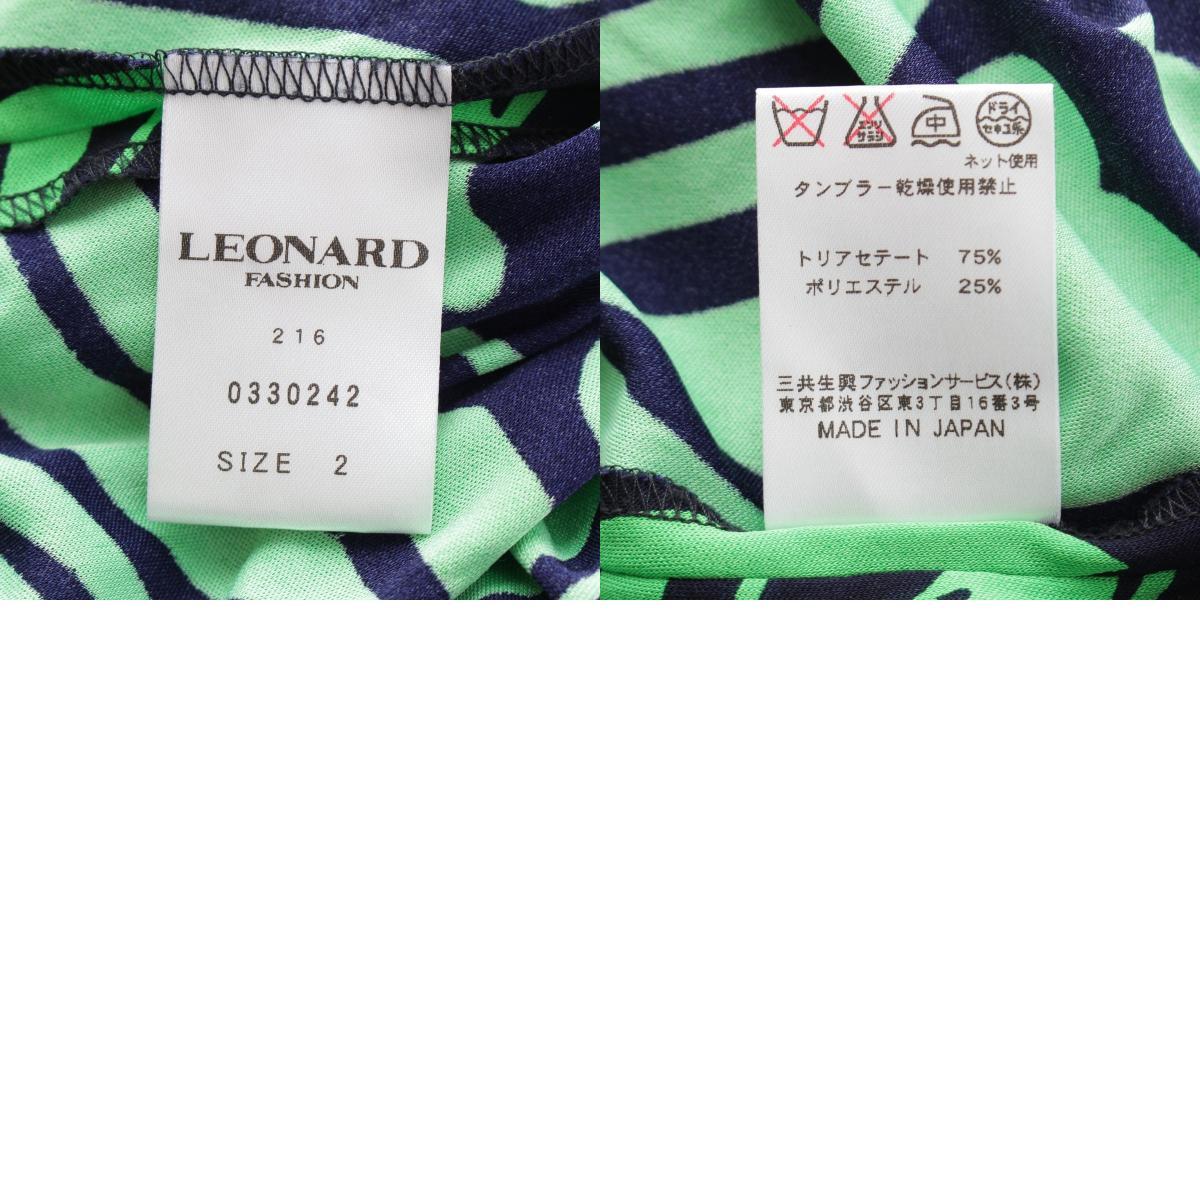 LEONARD
FASHION
216
0330242
SIZE 2
エンソ
サラシ
中
ドライ
セキユ系
ネット使用
タンブラー乾燥使用禁止
トリアセテート 75%
ポリエステル 25%
三共生興ファッションサービス(株)
東京都渋谷区東3丁目16番3号
MADE IN JAPAN